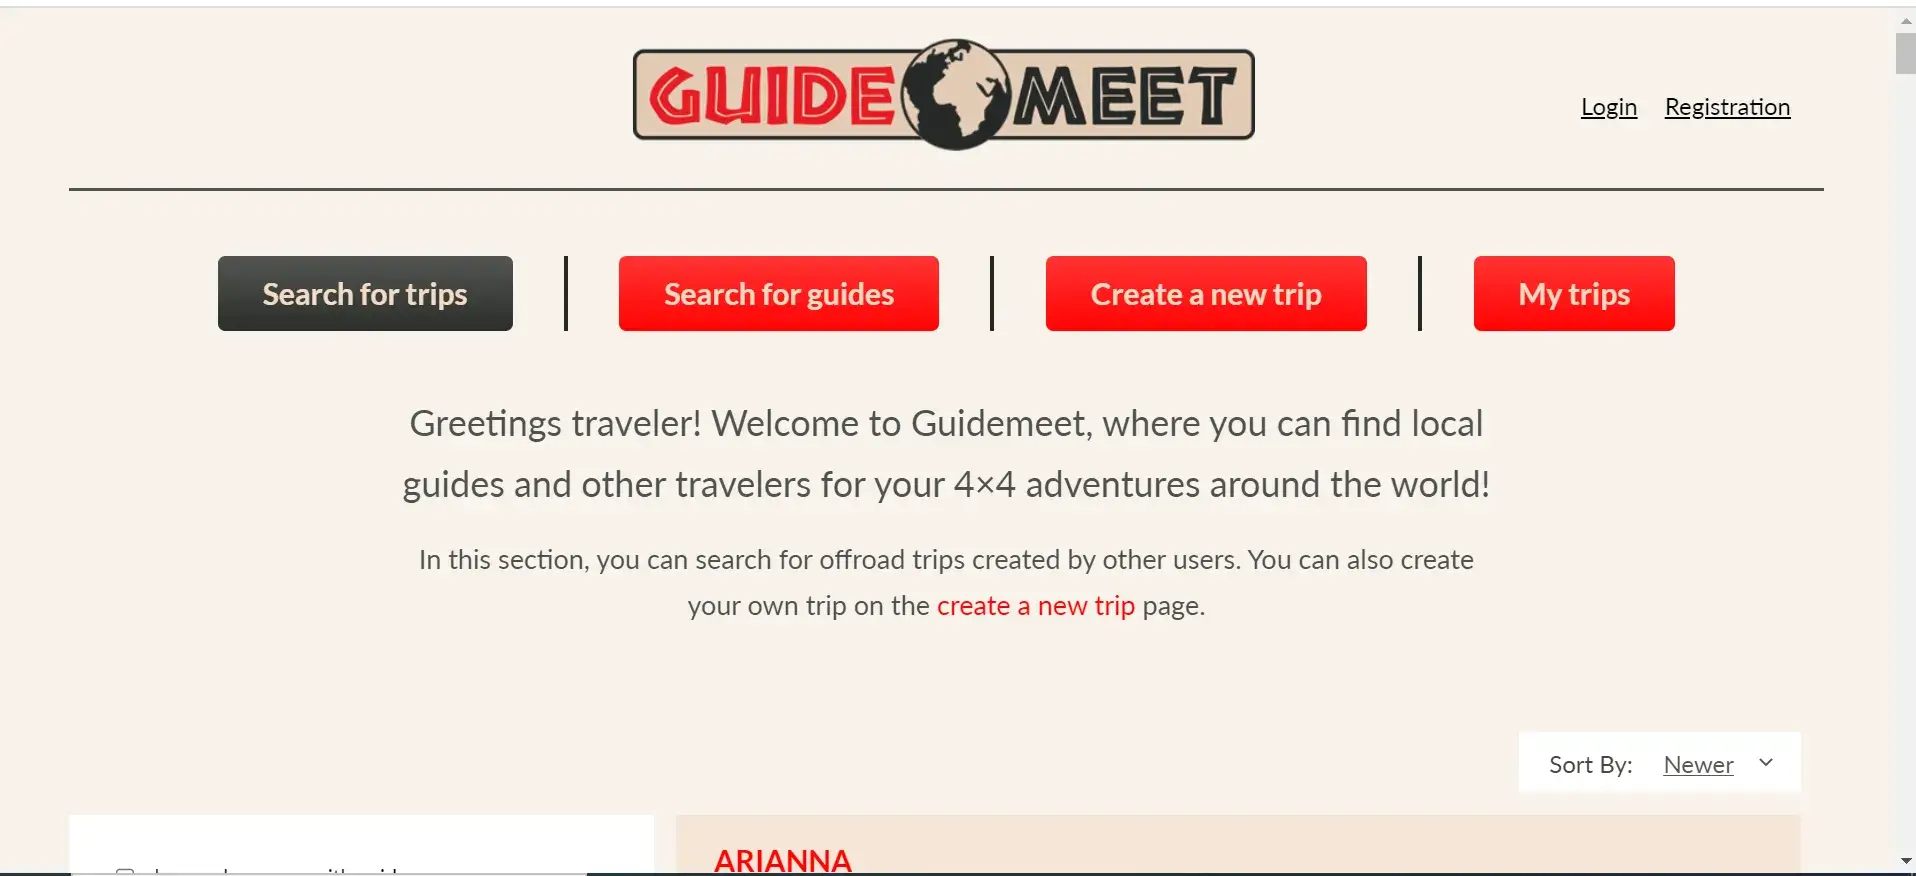 GUIDE MEET
Login Registration
Search for trips
Search for guides
Create a new trip
My trips
Greetings traveler! Welcome to Guidemeet, where you can find local
guides and other travelers for your 4×4 adventures around the world!
In this section, you can search for offroad trips created by other users. You can also create
your own trip on the create a new trip page.
Sort By: Newer
ARIANNA